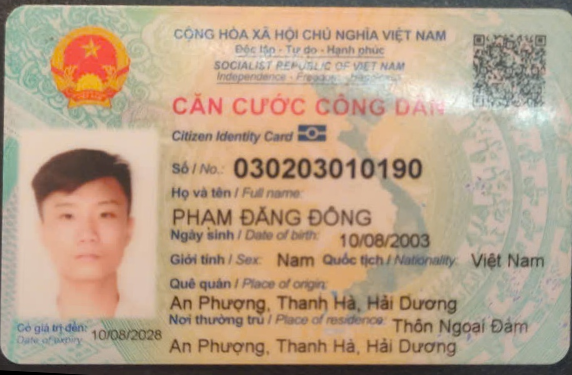 CỘNG HÒA XÃ HỘI CHỦ NGHĨA VIỆT NAM
Độc lập - Tự do - Hạnh phúc
SOCIALIST REPUBLIC OF VIET NAM
Independence - Freedom - Happiness
CĂN CƯỚC CÔNG DÂN
Citizen Identity Card
Số / No.: 030203010190
Họ và tên / Full name:
PHẠM ĐĂNG ĐÔNG
Ngày sinh / Date of birth: 10/08/2003
Giới tính / Sex: Nam Quốc tịch / Nationality: Việt Nam
Quê quán / Place of origin:
An Phượng, Thanh Hà, Hải Dương
Nơi thường trú / Place of residence: Thôn Ngoại Đàm
An Phượng, Thanh Hà, Hải Dương
Có giá trị đến: 10/08/2028
Date of expiry